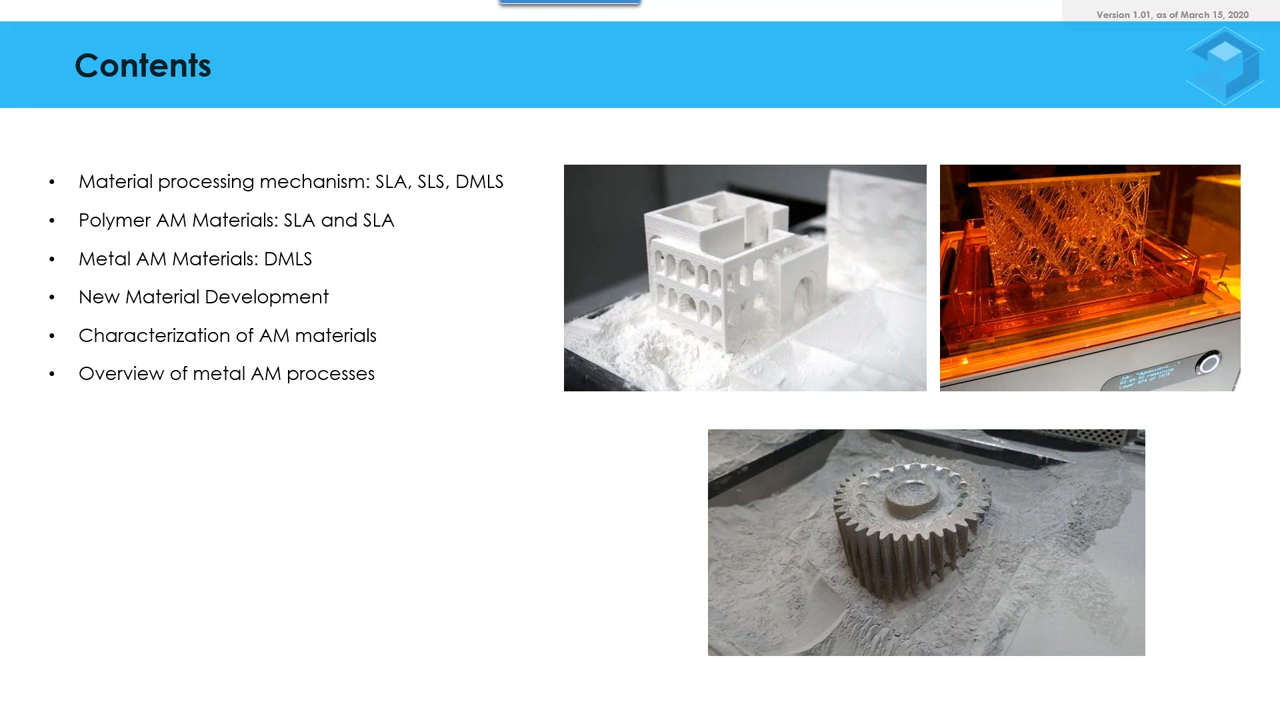 Version 1.01, as of March 15, 2020
Contents
• Material processing mechanism: SLA, SLS, DMLS
• Polymer AM Materials: SLA and SLA
• Metal AM Materials: DMLS
• New Material Development
• Characterization of AM materials
• Overview of metal AM processes